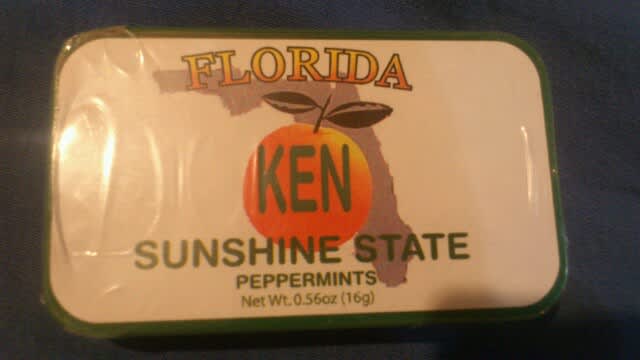 FLORIDA
KEN
SUNSHINE STATE
PEPPERMINTS
Net Wt. 0.56oz (16g)